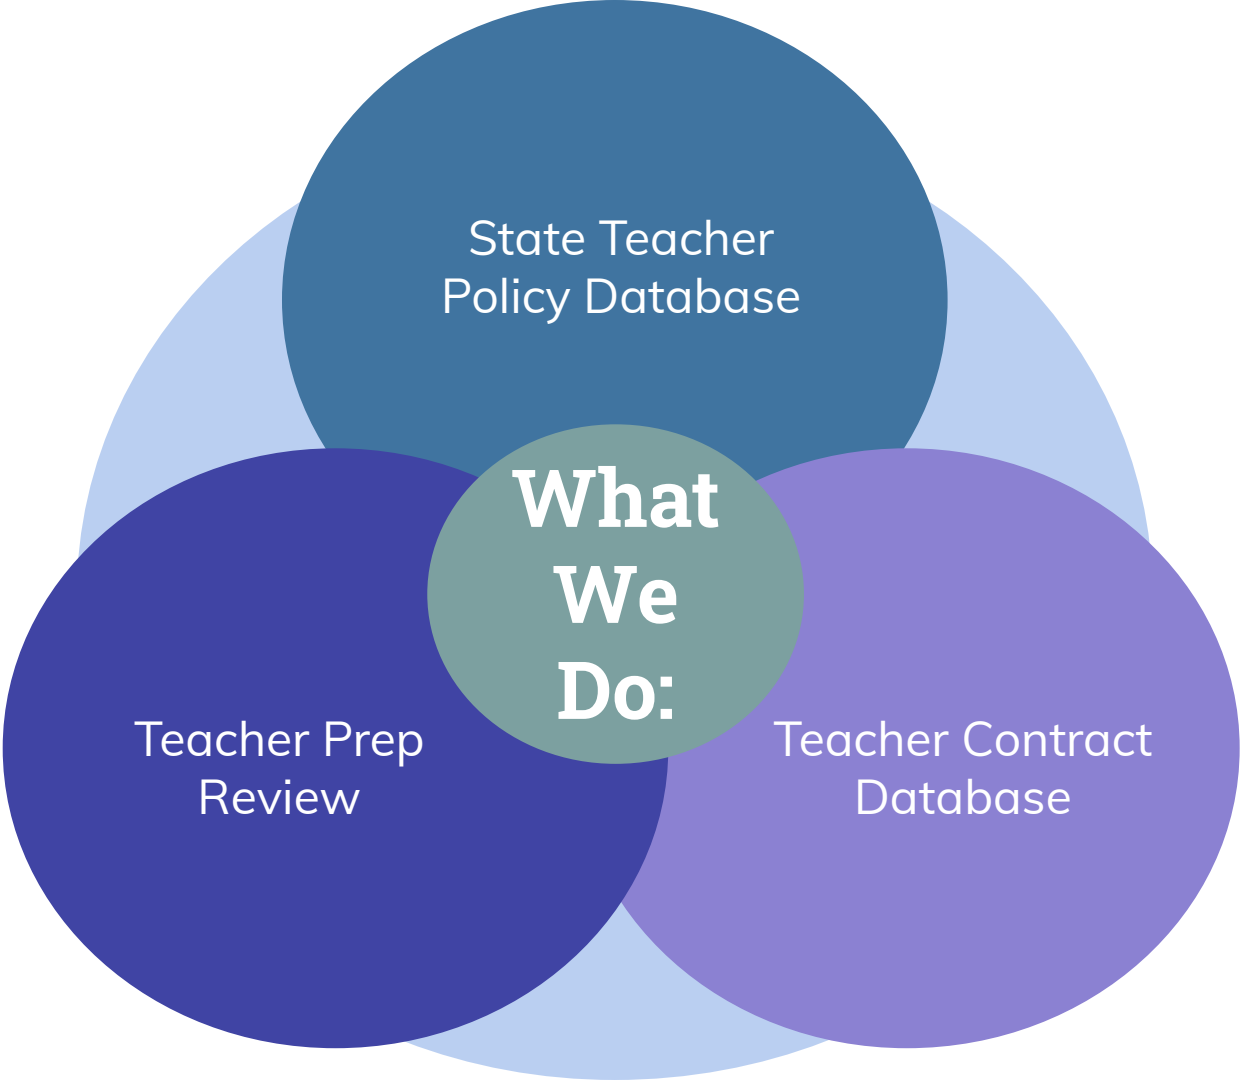 State Teacher
Policy Database
What
We
Do:
Teacher Prep
Review
Teacher Contract
Database